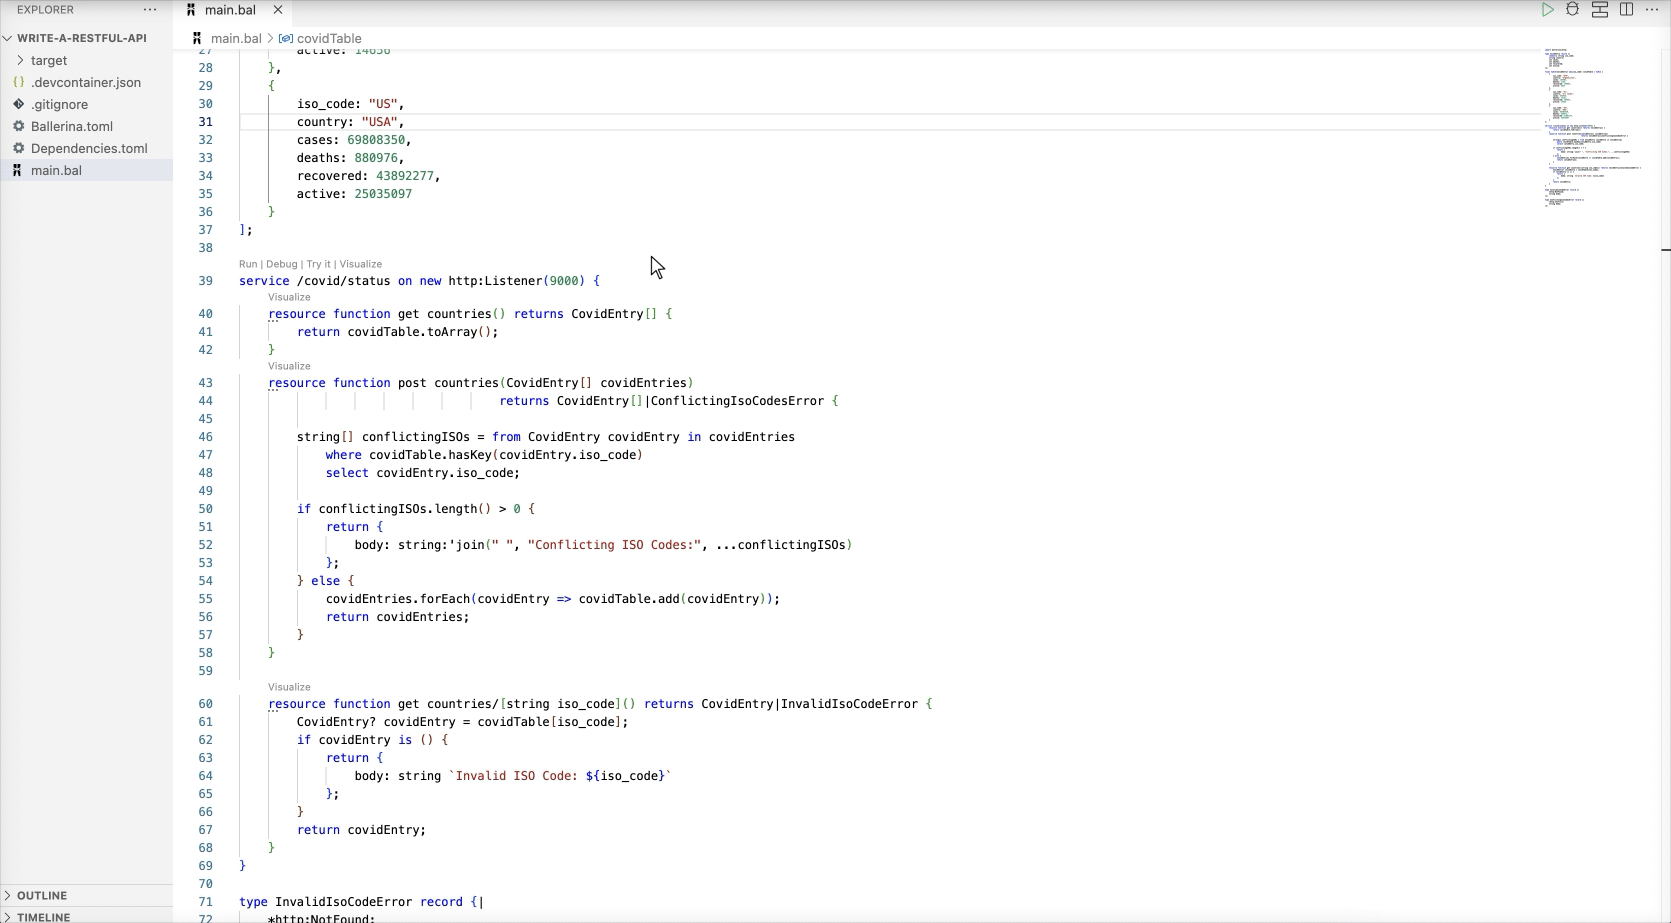 EXPLORER
WRITE-A-RESTFUL-API
target
.devcontainer.json
.gitignore
Ballerina.toml
Dependencies.toml
main.bal
OUTLINE
TIMELINE
main.bal
main.bal > covidTable
27 active: 14636
28 },
29 {
30 iso_code: "US",
31 country: "USA",
32 cases: 69808350,
33 deaths: 880976,
34 recovered: 43892277,
35 active: 25035097
36 }
37 ];
38
Run | Debug | Try it | Visualize
39 service /covid/status on new http:Listener(9000) {
Visualize
40 resource function get countries() returns CovidEntry[] {
41 return covidTable.toArray();
42 }
Visualize
43 resource function post countries(CovidEntry[] covidEntries)
44 returns CovidEntry[]|ConflictingIsoCodesError {
45
46 string[] conflictingISOs = from CovidEntry covidEntry in covidEntries
47 where covidTable.hasKey(covidEntry.iso_code)
48 select covidEntry.iso_code;
49
50 if conflictingISOs.length() > 0 {
51 return {
52 body: string:'join(" ", "Conflicting ISO Codes:", ...conflictingISOs)
53 };
54 } else {
55 covidEntries.forEach(covidEntry => covidTable.add(covidEntry));
56 return covidEntries;
57 }
58 }
59
Visualize
60 resource function get countries/[string iso_code]() returns CovidEntry|InvalidIsoCodeError {
61 CovidEntry? covidEntry = covidTable[iso_code];
62 if covidEntry is () {
63 return {
64 body: string `Invalid ISO Code: ${iso_code}`
65 };
66 }
67 return covidEntry;
68 }
69 }
70
71 type InvalidIsoCodeError record {|
72 *http:NotFound;